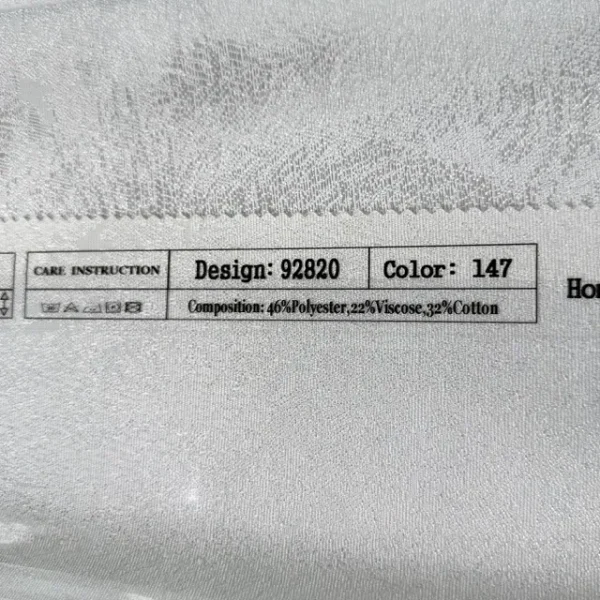 CARE INSTRUCTION Design: 92820 Color: 147
Composition: 46%Polyester,22%Viscose,32%Cotton